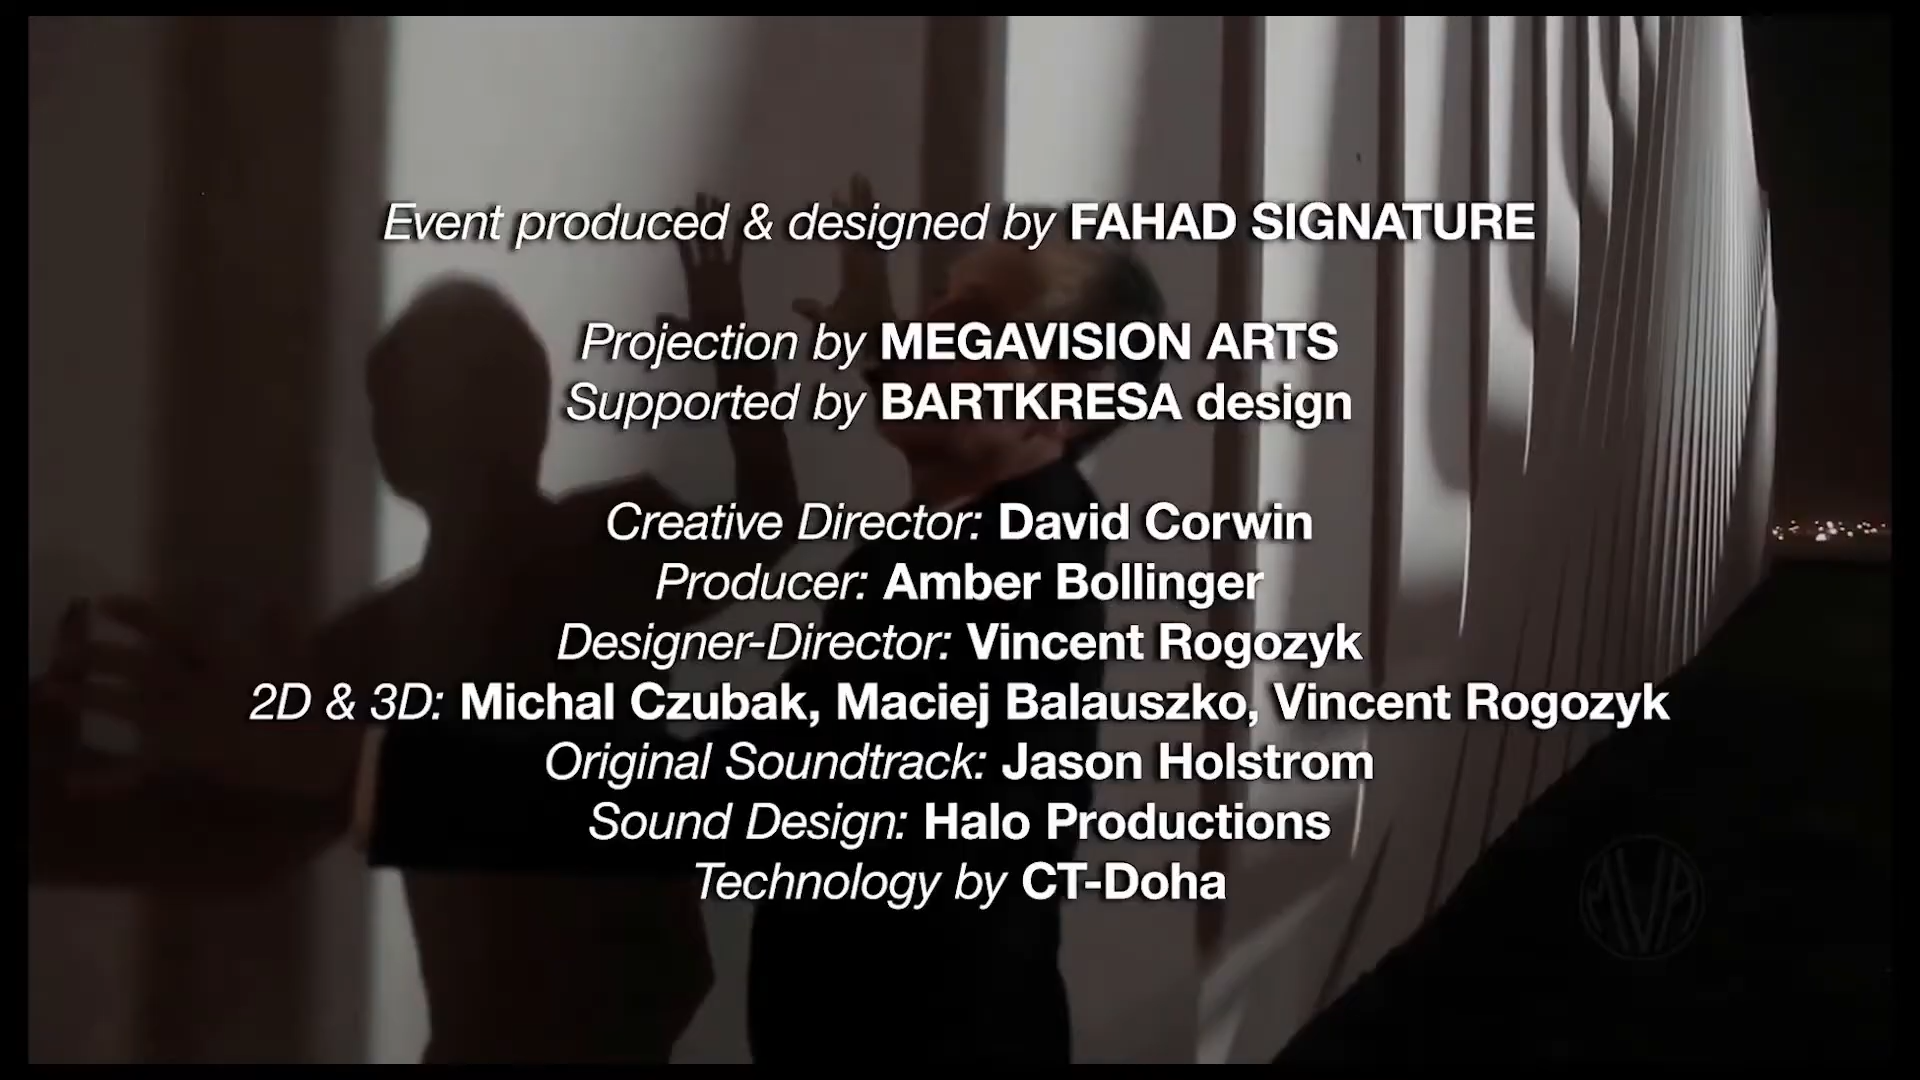 Event produced & designed by FAHAD SIGNATURE
Projection by MEGAVISION ARTS
Supported by BARTKRESA design
Creative Director: David Corwin
Producer: Amber Bollinger
Designer-Director: Vincent Rogozyk
2D & 3D: Michal Czubak, Maciej Balauszko, Vincent Rogozyk
Original Soundtrack: Jason Holstrom
Sound Design: Halo Productions
Technology by CT-Doha
MVA